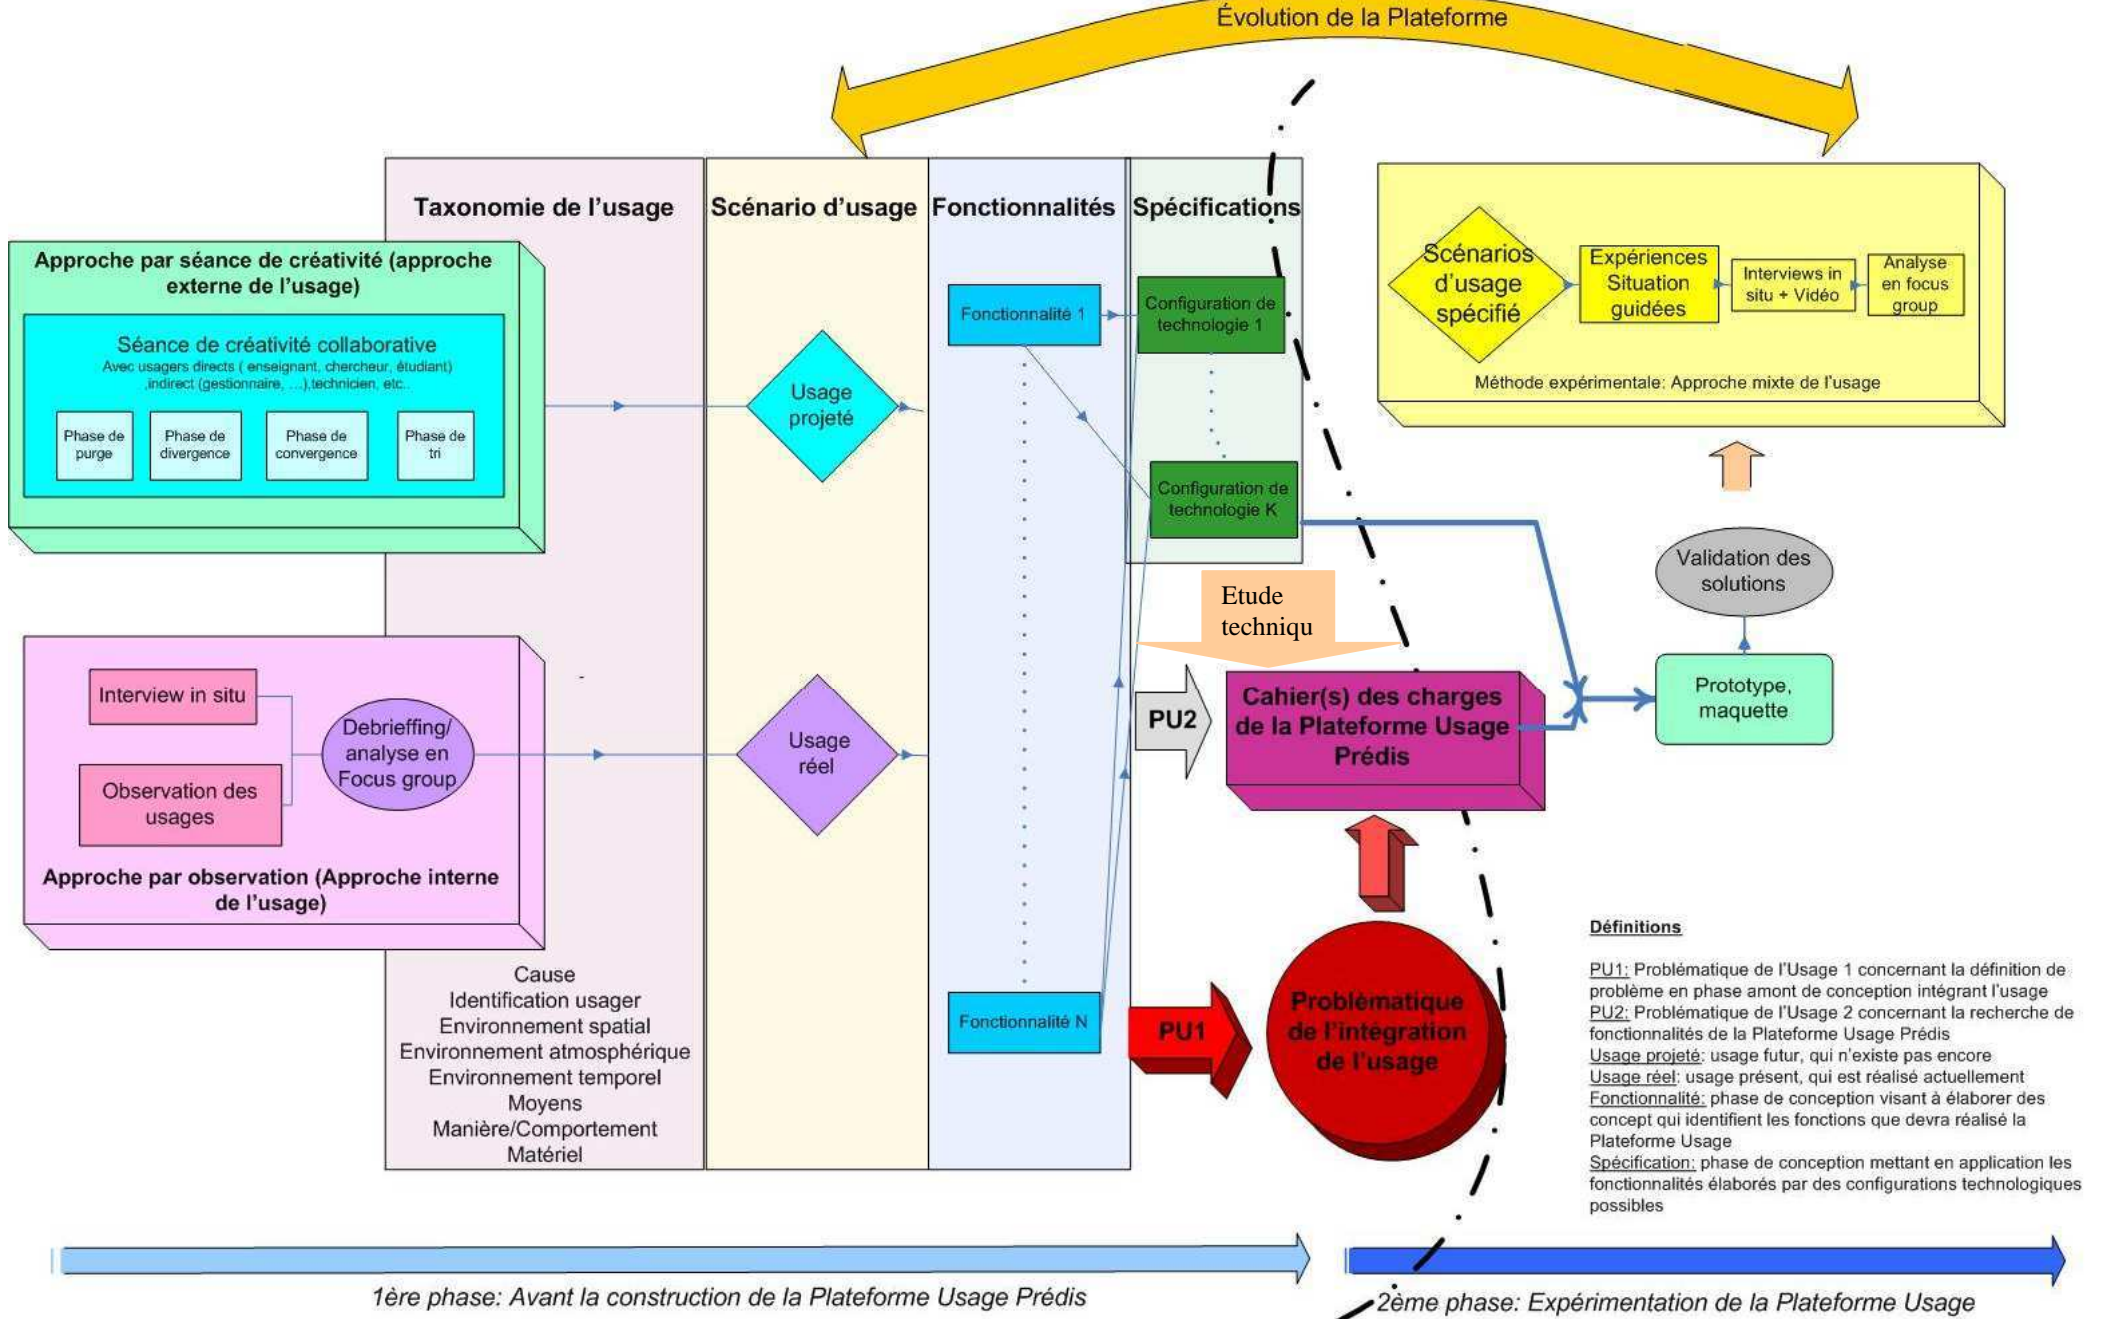 Évolution de la Plateforme
Taxonomie de l'usage
Scénario d'usage
Fonctionnalités
Spécifications
Approche par séance de créativité (approche
externe de l'usage)
Séance de créativité collaborative
Avec usagers directs ( enseignant, chercheur, étudiant)
,indirect (gestionnaire, ...),technicien, etc..
Phase de
purge
Phase de
divergence
Phase de
convergence
Phase de
tri
Usage
projeté
Fonctionnalité 1
Configuration de
technologie 1
Configuration de
technologie K
Scénarios
d'usage
spécifié
Expériences
Situation
guidées
Interviews in
situ + Vidéo
Analyse
en focus
group
Méthode expérimentale: Approche mixte de l'usage
Validation des
solutions
Etude
techniqu
Interview in situ
Observation des
usages
Debrieffing/
analyse en
Focus group
Approche par observation (Approche interne
de l'usage)
-
Usage
réel
PU2
Cahier(s) des charges
de la Plateforme Usage
Prédis
Prototype,
maquette
Cause
Identification usager
Environnement spatial
Environnement atmosphérique
Environnement temporel
Moyens
Manière/Comportement
Matériel
Fonctionnalité N
PU1
Problèmatique
de l'intégration
de l'usage
Définitions
PU1: Problématique de l'Usage 1 concernant la définition de
problème en phase amont de conception intégrant l'usage
PU2: Problématique de l'Usage 2 concernant la recherche de
fonctionnalités de la Plateforme Usage Prédis
Usage projeté: usage futur, qui n'existe pas encore
Usage réel: usage présent, qui est réalisé actuellement
Fonctionnalité: phase de conception visant à élaborer des
concept qui identifient les fonctions que devra réalisé la
Plateforme Usage
Spécification: phase de conception mettant en application les
fonctionnalités élaborés par des configurations technologiques
possibles
1ère phase: Avant la construction de la Plateforme Usage Prédis
2ème phase: Expérimentation de la Plateforme Usage